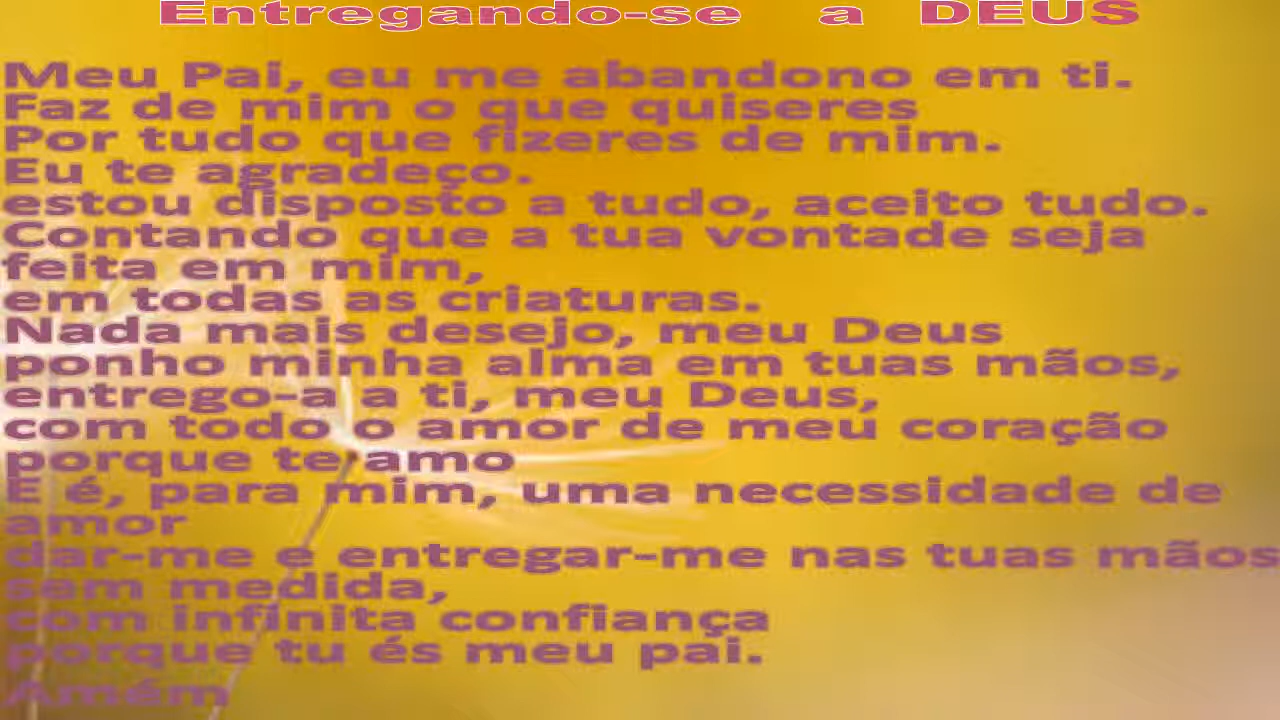 Entregando-se a DEUS
Meu Pai, eu me abandono em ti.
Faz de mim o que quiseres
Por tudo que fizeres de mim.
Eu te agradeço.
estou disposto a tudo, aceito tudo.
Contando que a tua vontade seja
feita em mim,
em todas as criaturas.
Nada mais desejo, meu Deus
ponho minha alma em tuas mãos,
entrego-a a ti, meu Deus,
com todo o amor de meu coração
porque te amo
E é, para mim, uma necessidade de
amor
dar-me e entregar-me nas tuas mãos
sem medida,
com infinita confiança
porque tu és meu pai.
Amém